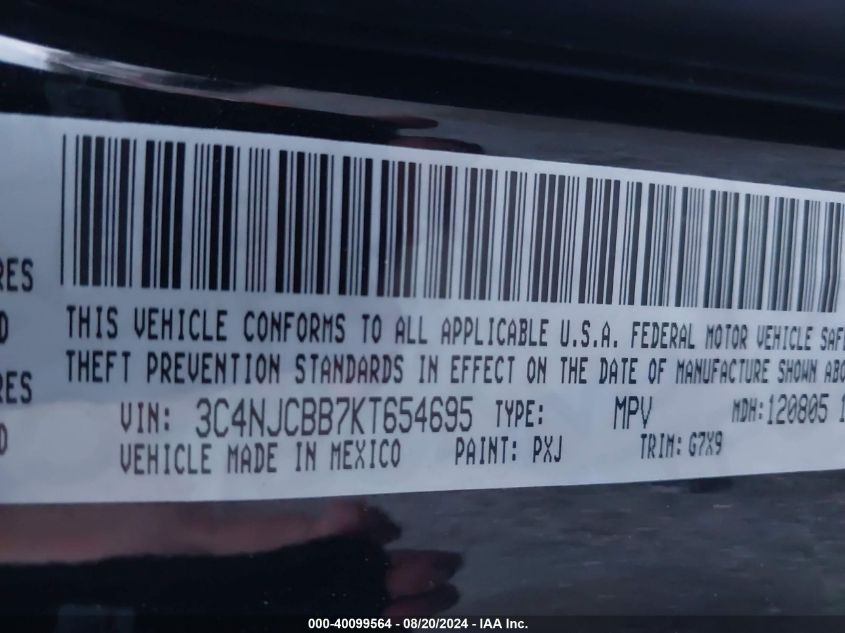 RES
D
RES
D
THIS VEHICLE CONFORMS TO ALL APPLICABLE U.S.A. FEDERAL MOTOR VEHICLE SAFE
THEFT PREVENTION STANDARDS IN EFFECT ON THE DATE OF MANUFACTURE SHOWN ABO
VIN: 3C4NJCBB7KT654695 TYPE: MPV MDH:120805 1
VEHICLE MADE IN MEXICO PAINT: PXJ TRIM: G7X9
000-40099564 - 08/20/2024 - IAA Inc.